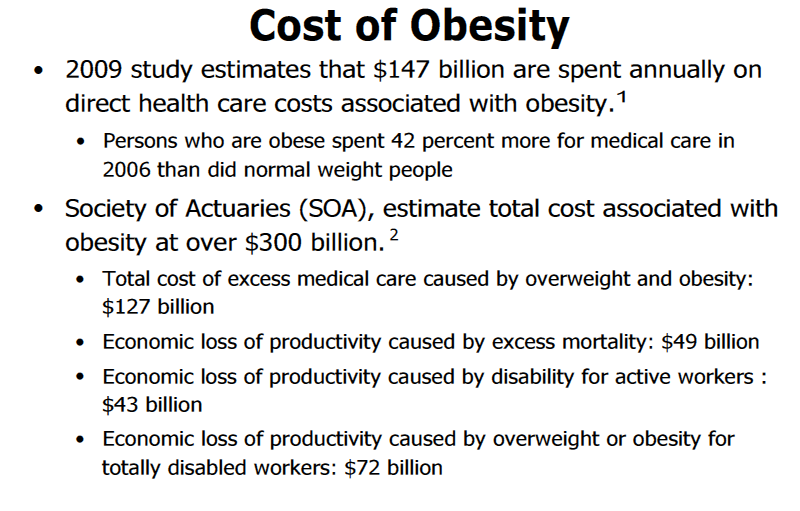 Cost of Obesity
• 2009 study estimates that $147 billion are spent annually on
direct health care costs associated with obesity.¹
• Persons who are obese spent 42 percent more for medical care in
2006 than did normal weight people
• Society of Actuaries (SOA), estimate total cost associated with
obesity at over $300 billion. ²
• Total cost of excess medical care caused by overweight and obesity:
$127 billion
• Economic loss of productivity caused by excess mortality: $49 billion
• Economic loss of productivity caused by disability for active workers :
$43 billion
• Economic loss of productivity caused by overweight or obesity for
totally disabled workers: $72 billion